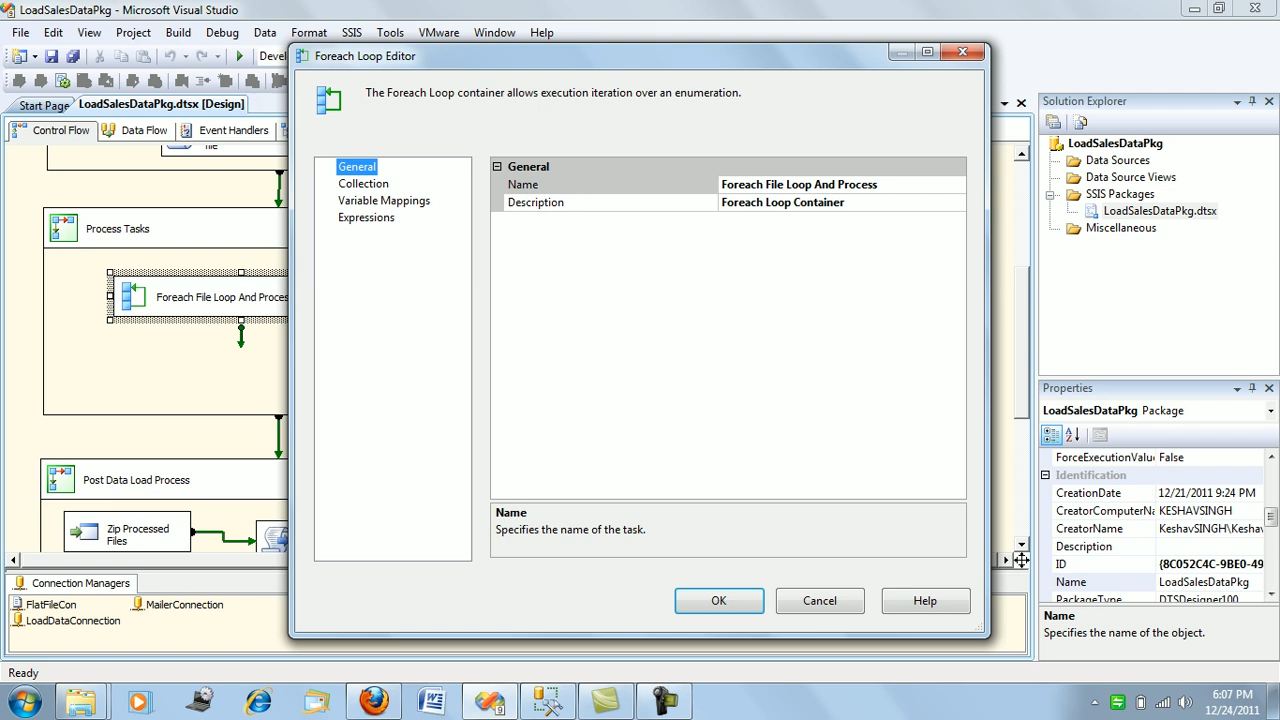 LoadSalesDataPkg - Microsoft Visual Studio
File Edit View Project Build Debug Data Format SSIS Tools VMware Window Help
Devel
Start Page LoadSalesDataPkg.dtsx [Design]
Control Flow Data Flow Event Handlers
file
Process Tasks
Foreach File Loop And Proces
Post Data Load Process
Zip Processed
Files
Connection Managers
FlatFileCon MailerConnection
LoadDataConnection
Foreach Loop Editor
The Foreach Loop container allows execution iteration over an enumeration.
General
Collection
Variable Mappings
Expressions
General
Name Foreach File Loop And Process
Description Foreach Loop Container
Name
Specifies the name of the task.
OK Cancel Help
Solution Explorer
LoadSalesDataPkg
Data Sources
Data Source Views
SSIS Packages
LoadSalesDataPkg.dtsx
Miscellaneous
Properties
LoadSalesDataPkg Package
ForceExecutionValu False
Identification
CreationDate 12/21/2011 9:24 PM
CreatorComputerNa KESHAVSINGH
CreatorName KeshavSINGH\Kesha
Description
ID {8C052C4C-9BE0-49
Name LoadSalesDataPkg
PackageType DTSDesigner100
Name
Specifies the name of the object.
Ready
6:07 PM
12/24/2011